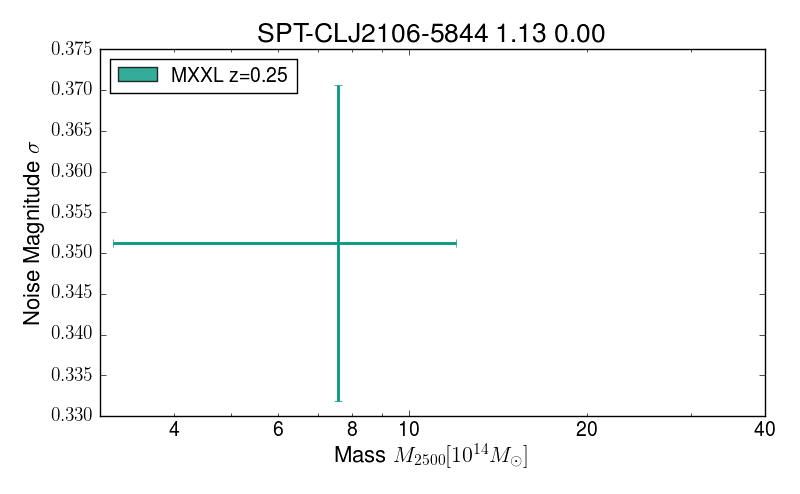 SPT-CLJ2106-5844 1.13 0.00
MXXL z=0.25
Noise Magnitude σ
0.375
0.370
0.365
0.360
0.355
0.350
0.345
0.340
0.335
0.330
4 6 8 10 20 40
Mass M₂₅₀₀[10¹⁴M☉]